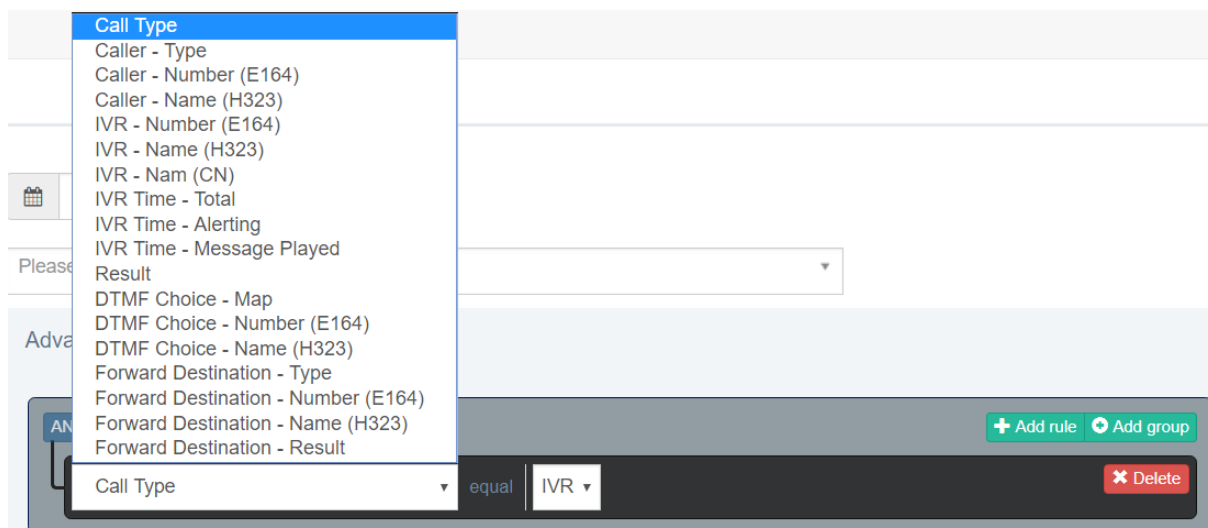 Call Type
Caller - Type
Caller - Number (E164)
Caller - Name (H323)
IVR - Number (E164)
IVR - Name (H323)
IVR - Nam (CN)
IVR Time - Total
IVR Time - Alerting
IVR Time - Message Played
Please
Result
DTMF Choice - Map
DTMF Choice - Number (E164)
Adva
DTMF Choice - Name (H323)
Forward Destination - Type
Forward Destination - Number (E164)
AN
Forward Destination - Name (H323)
Add rule Add group
Forward Destination - Result
Call Type equal IVR Delete